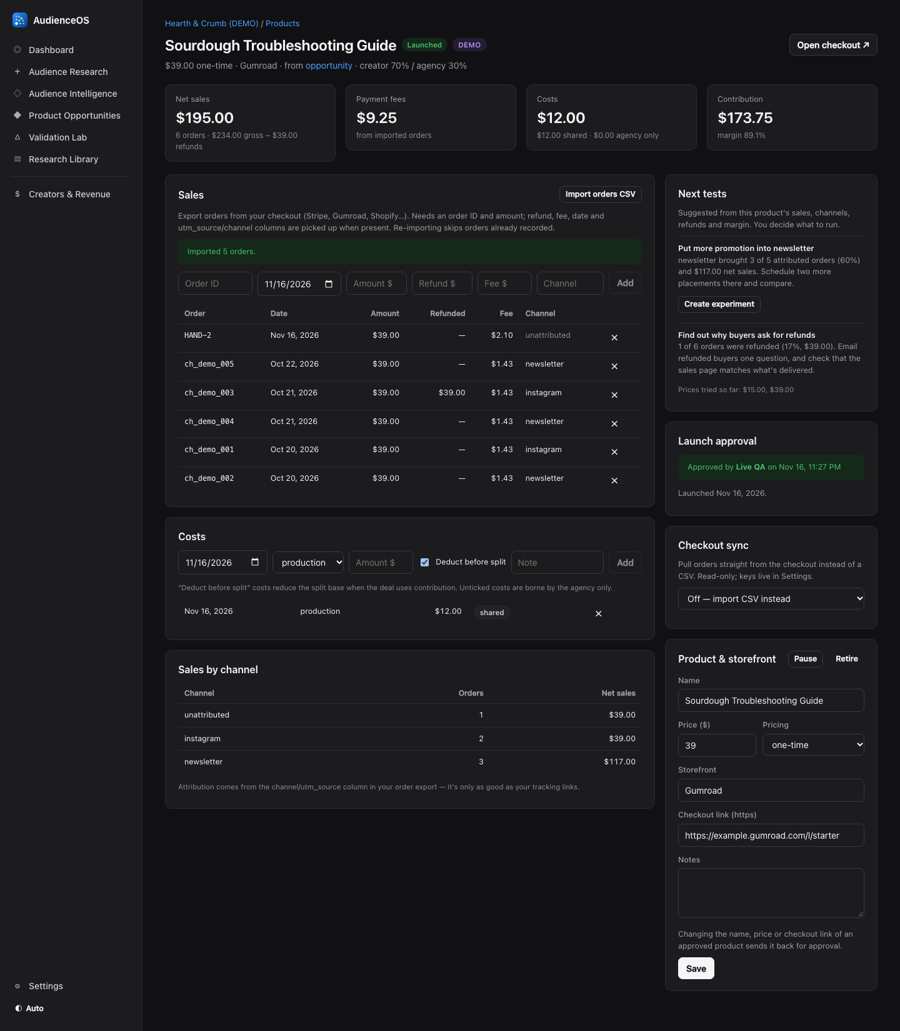 AudienceOS
Dashboard
Audience Research
Audience Intelligence
Product Opportunities
Validation Lab
Research Library
$ Creators & Revenue
Settings
Auto
Hearth & Crumb (DEMO) / Products
Sourdough Troubleshooting Guide Launched DEMO
$39.00 one-time · Gumroad · from opportunity · creator 70% / agency 30%
Open checkout ↗
Net sales
$195.00
6 orders · $234.00 gross − $39.00
refunds
Payment fees
$9.25
from imported orders
Costs
$12.00
$12.00 shared · $0.00 agency only
Contribution
$173.75
margin 89.1%
Sales
Import orders CSV
Export orders from your checkout (Stripe, Gumroad, Shopify…). Needs an order ID and amount; refund, fee, date and
utm_source/channel columns are picked up when present. Re-importing skips orders already recorded.
Imported 5 orders.
Order ID 11/16/2026 Amount $ Refund $ Fee $ Channel Add
Order Date Amount Refunded Fee Channel
HAND-2 Nov 16, 2026 $39.00 — $2.10 unattributed ✕
ch_demo_005 Oct 22, 2026 $39.00 — $1.43 newsletter ✕
ch_demo_003 Oct 21, 2026 $39.00 $39.00 $1.43 instagram ✕
ch_demo_004 Oct 21, 2026 $39.00 — $1.43 newsletter ✕
ch_demo_001 Oct 20, 2026 $39.00 — $1.43 instagram ✕
ch_demo_002 Oct 20, 2026 $39.00 — $1.43 newsletter ✕
Costs
11/16/2026 production Amount $ Deduct before split Note Add
"Deduct before split" costs reduce the split base when the deal uses contribution. Unticked costs are borne by the agency only.
Nov 16, 2026 production $12.00 shared ✕
Sales by channel
Channel Orders Net sales
unattributed 1 $39.00
instagram 2 $39.00
newsletter 3 $117.00
Attribution comes from the channel/utm_source column in your order export — it's only as good as your tracking links.
Next tests
Suggested from this product's sales, channels,
refunds and margin. You decide what to run.
Put more promotion into newsletter
newsletter brought 3 of 5 attributed orders (60%)
and $117.00 net sales. Schedule two more
placements there and compare.
Create experiment
Find out why buyers ask for refunds
1 of 6 orders were refunded (17%, $39.00). Email
refunded buyers one question, and check that the
sales page matches what's delivered.
Prices tried so far: $15.00, $39.00
Launch approval
Approved by Live QA on Nov 16, 11:27 PM
Launched Nov 16, 2026.
Checkout sync
Pull orders straight from the checkout instead of a
CSV. Read-only; keys live in Settings.
Off — import CSV instead
Product & storefront Pause Retire
Name
Sourdough Troubleshooting Guide
Price ($) Pricing
39 one-time
Storefront
Gumroad
Checkout link (https)
https://example.gumroad.com/l/starter
Notes
Changing the name, price or checkout link of an
approved product sends it back for approval.
Save